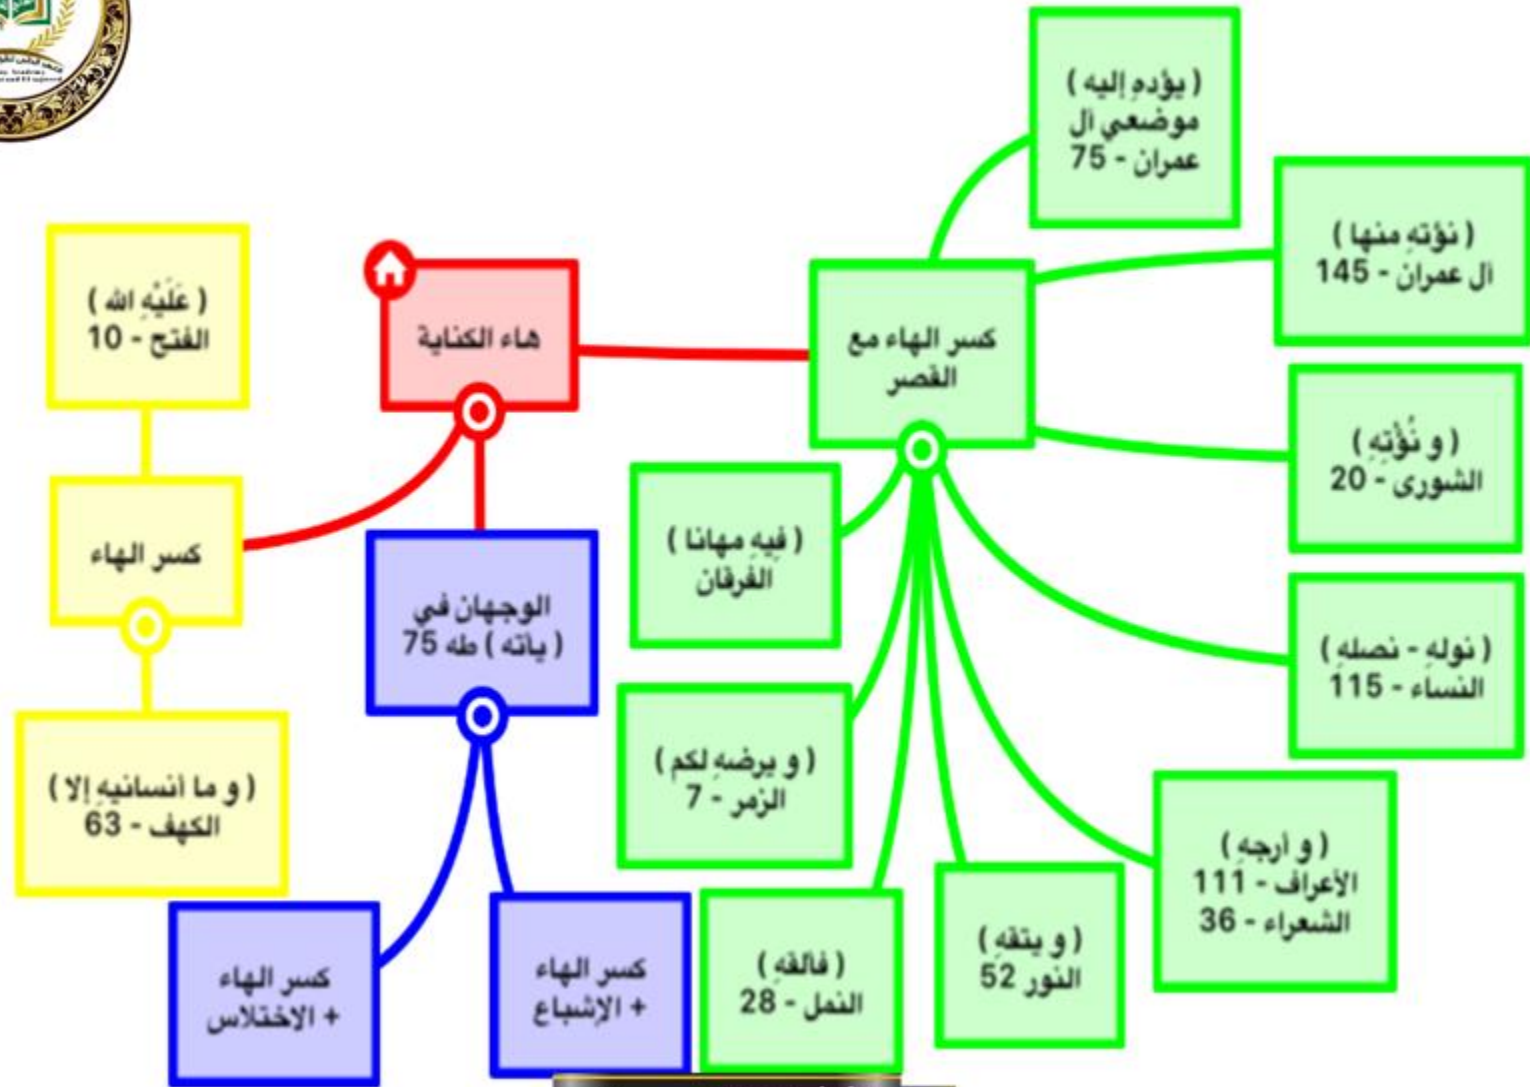 هاء الكناية
كسر الهاء مع
القصر
( يؤدهِ إليه )
موضعي آل
عمران - 75
( نؤتهِ منها )
آل عمران - 145
( و نُؤْتِهِ )
الشورى - 20
( نولهِ - نصلهِ )
النساء - 115
( و أرجهِ )
الأعراف - 111
الشعراء - 36
( و يتقهِ )
النور 52
( فألقهِ )
النمل - 28
( و يرضهِ لكم )
الزمر - 7
( فِيهِ مهانا )
الفرقان
الوجهان في
( يأته ) طه 75
كسر الهاء
+ الإشباع
كسر الهاء
+ الاختلاس
كسر الهاء
( عَلَيْهِ الله )
الفتح - 10
( و ما أنسانيهِ إلا )
الكهف - 63